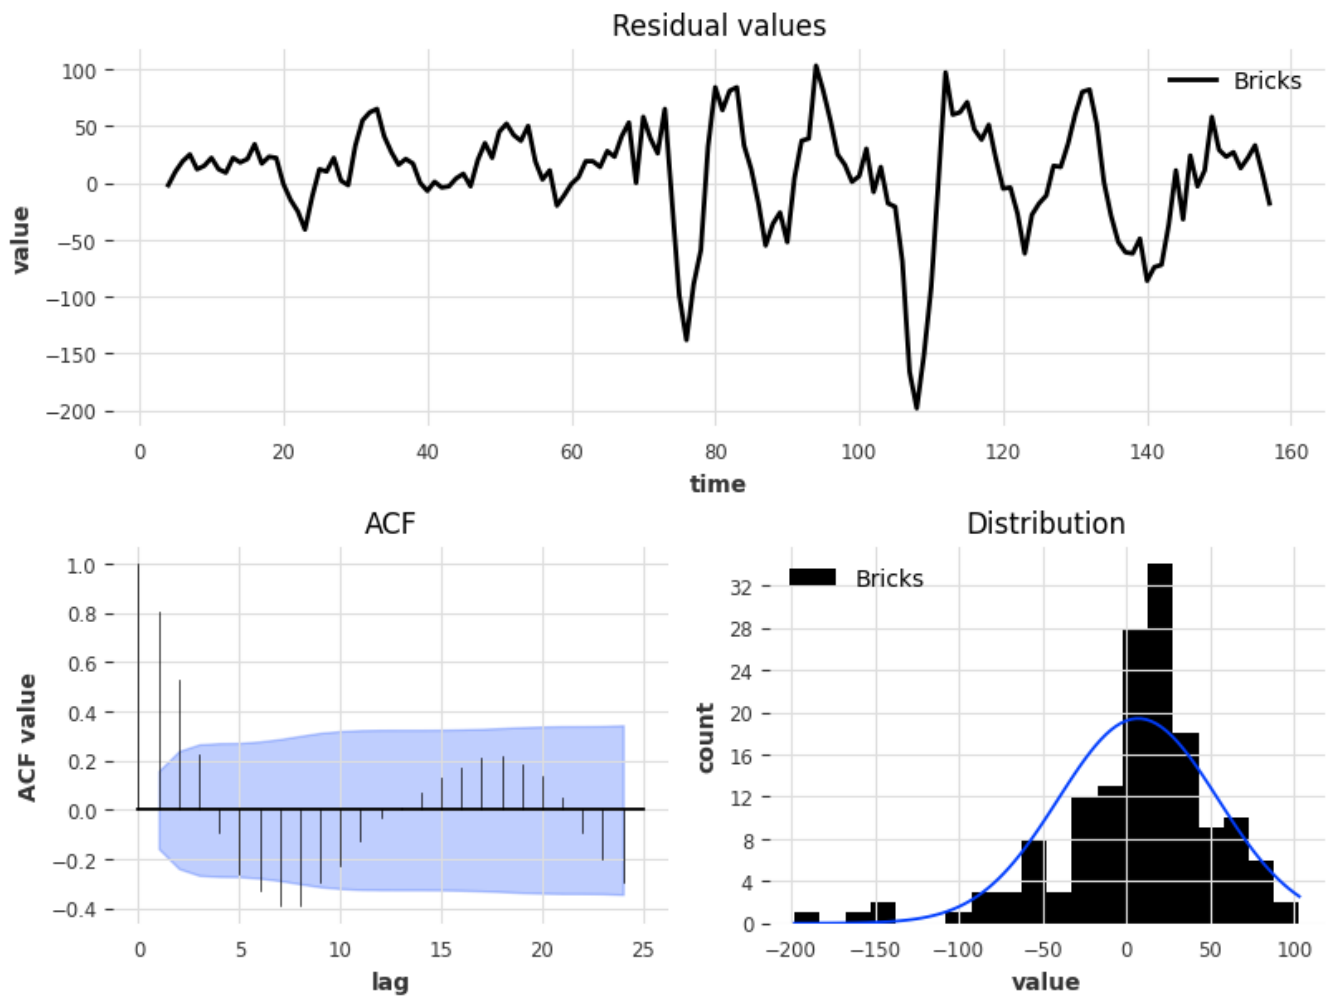 Residual values
Bricks
value
100
50
0
−50
−100
−150
−200
0 20 40 60 80 100 120 140 160
time
ACF
ACF value
1.0
0.8
0.6
0.4
0.2
0.0
−0.2
−0.4
0 5 10 15 20 25
lag
Distribution
Bricks
count
32
28
24
20
16
12
8
4
0
−200 −150 −100 −50 0 50 100
value